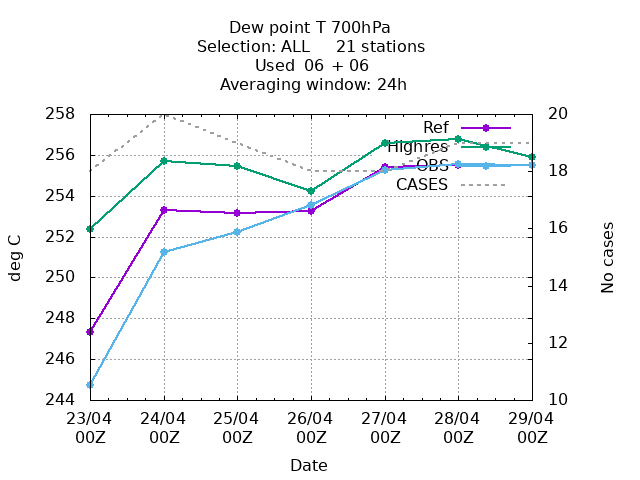 Dew point T 700hPa
Selection: ALL 21 stations
Used 06 + 06
Averaging window: 24h
258
256
254
252
250
248
246
244
deg C
20
18
16
14
12
10
No cases
Ref
Highres
OBS
CASES
23/04 24/04 25/04 26/04 27/04 28/04 29/04
00Z 00Z 00Z 00Z 00Z 00Z 00Z
Date